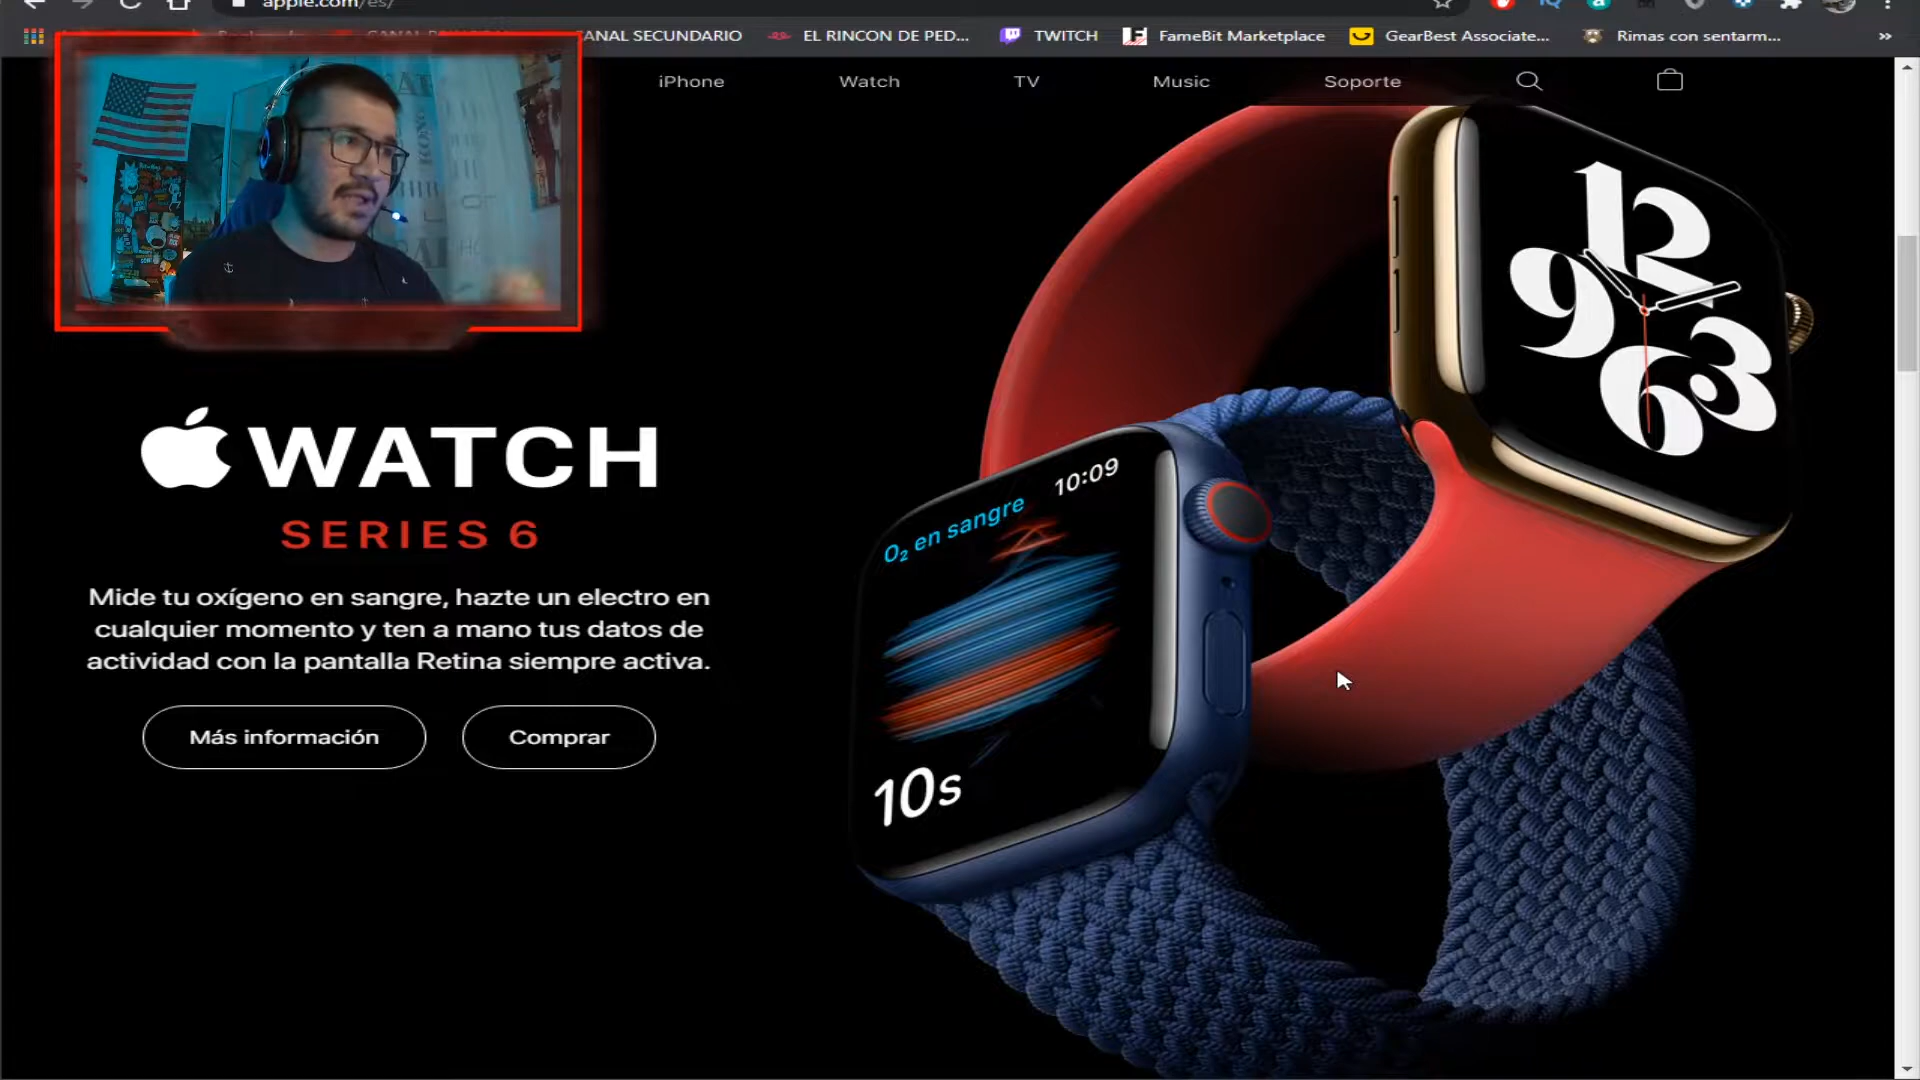 apple.com/es/
CANAL SECUNDARIO
EL RINCON DE PED...
TWITCH
FameBit Marketplace
GearBest Associate...
Rimas con sentarm...
»
iPhone
Watch
TV
Music
Soporte
WATCH
SERIES 6
Mide tu oxígeno en sangre, hazte un electro en
cualquier momento y ten a mano tus datos de
actividad con la pantalla Retina siempre activa.
Más información
Comprar
10:09
O₂ en sangre
10s
12
9
3
6